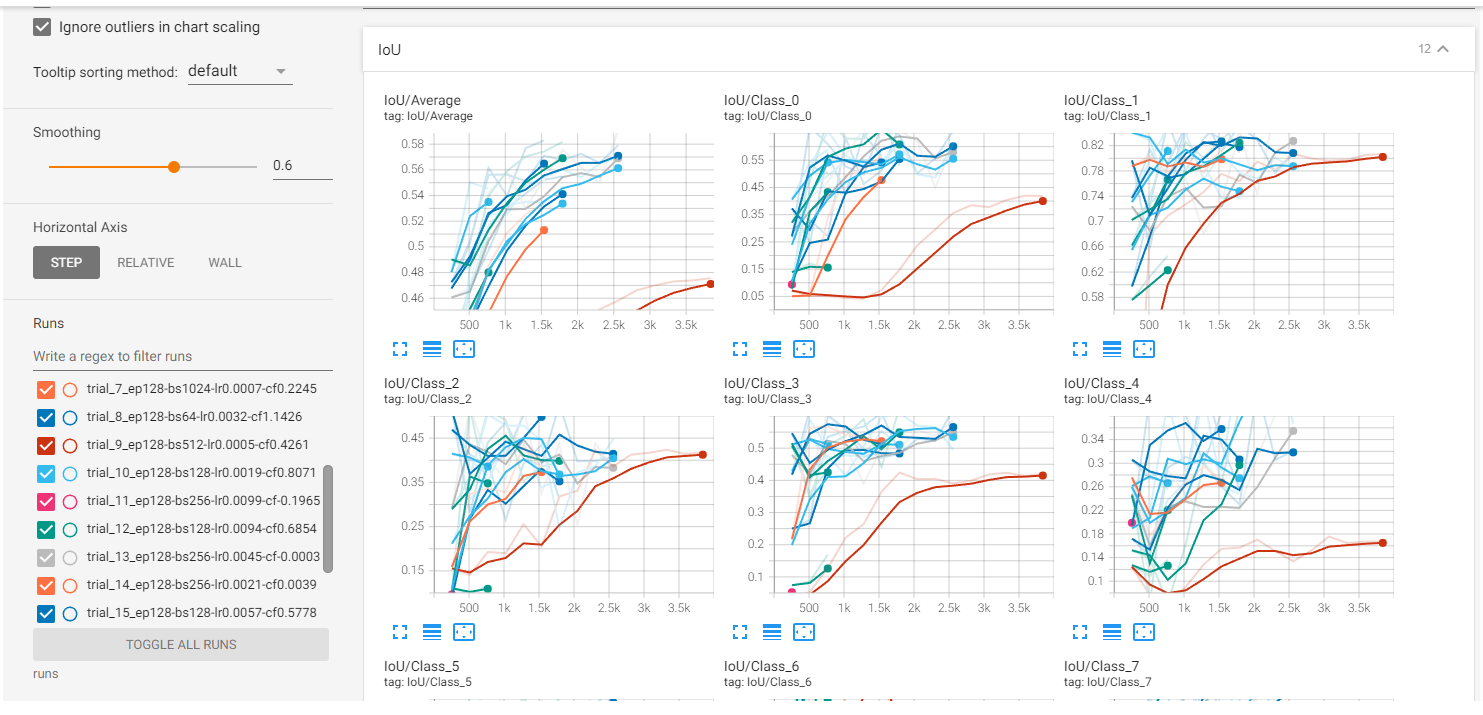 Ignore outliers in chart scaling
Tooltip sorting method: default
Smoothing
0.6
Horizontal Axis
STEP RELATIVE WALL
Runs
Write a regex to filter runs
trial_7_ep128-bs1024-lr0.0007-cf0.2245
trial_8_ep128-bs64-lr0.0032-cf1.1426
trial_9_ep128-bs512-lr0.0005-cf0.4261
trial_10_ep128-bs128-lr0.0019-cf0.8071
trial_11_ep128-bs256-lr0.0099-cf-0.1965
trial_12_ep128-bs128-lr0.0094-cf0.6854
trial_13_ep128-bs256-lr0.0045-cf-0.0003
trial_14_ep128-bs256-lr0.0021-cf0.0039
trial_15_ep128-bs128-lr0.0057-cf0.5778
TOGGLE ALL RUNS
runs
IoU 12
IoU/Average
tag: IoU/Average
0.58
0.56
0.54
0.52
0.5
0.48
0.46
500 1k 1.5k 2k 2.5k 3k 3.5k
IoU/Class_0
tag: IoU/Class_0
0.55
0.45
0.35
0.25
0.15
0.05
500 1k 1.5k 2k 2.5k 3k 3.5k
IoU/Class_1
tag: IoU/Class_1
0.82
0.78
0.74
0.7
0.66
0.62
0.58
500 1k 1.5k 2k 2.5k 3k 3.5k
IoU/Class_2
tag: IoU/Class_2
0.45
0.35
0.25
0.15
500 1k 1.5k 2k 2.5k 3k 3.5k
IoU/Class_3
tag: IoU/Class_3
0.5
0.4
0.3
0.2
0.1
500 1k 1.5k 2k 2.5k 3k 3.5k
IoU/Class_4
tag: IoU/Class_4
0.34
0.3
0.26
0.22
0.18
0.14
0.1
500 1k 1.5k 2k 2.5k 3k 3.5k
IoU/Class_5
tag: IoU/Class_5
IoU/Class_6
tag: IoU/Class_6
IoU/Class_7
tag: IoU/Class_7